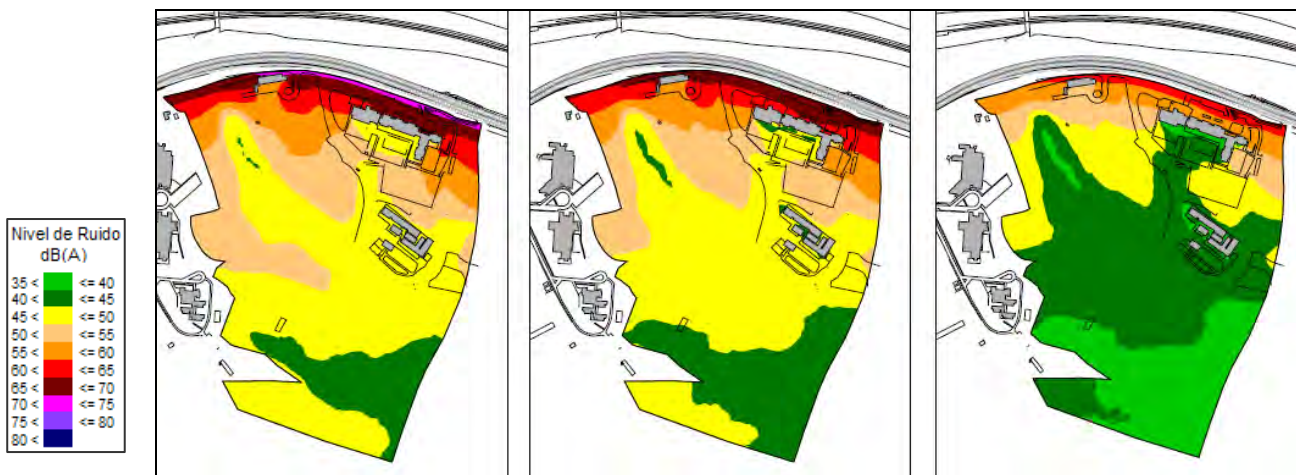 Nivel de Ruido
dB(A)
35 < <= 40
40 < <= 45
45 < <= 50
50 < <= 55
55 < <= 60
60 < <= 65
65 < <= 70
70 < <= 75
75 < <= 80
80 <